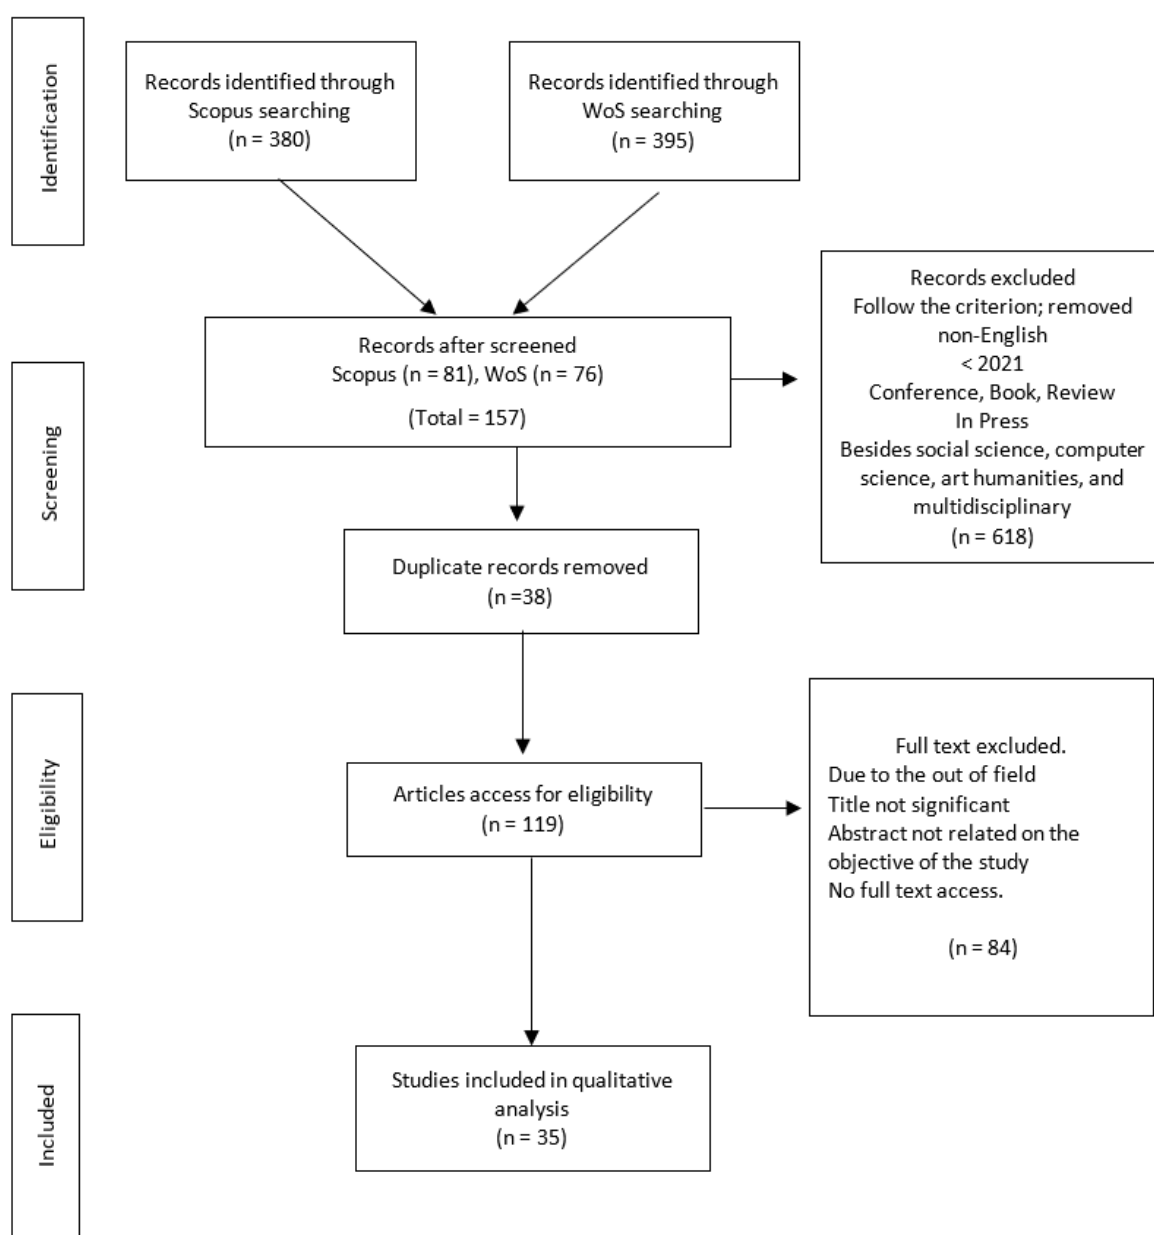 Identification
Records identified through
Scopus searching
(n = 380)
Records identified through
WoS searching
(n = 395)
Records excluded
Follow the criterion; removed
non-English
< 2021
Conference, Book, Review
In Press
Besides social science, computer
science, art humanities, and
multidisciplinary
(n = 618)
Screening
Records after screened
Scopus (n = 81), WoS (n = 76)
(Total = 157)
Duplicate records removed
(n =38)
Eligibility
Articles access for eligibility
(n = 119)
Full text excluded.
Due to the out of field
Title not significant
Abstract not related on the
objective of the study
No full text access.
(n = 84)
Included
Studies included in qualitative
analysis
(n = 35)